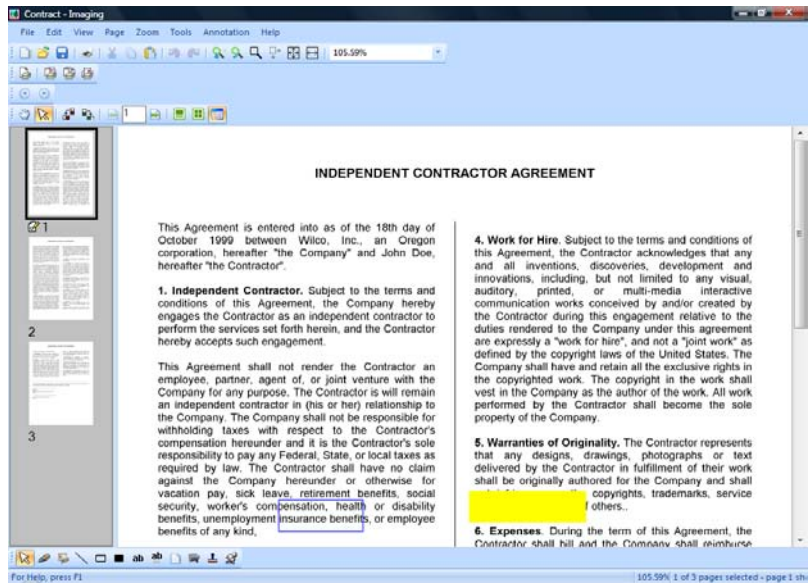 Contract - Imaging
File Edit View Page Zoom Tools Annotation Help
105.59%
1
1
2
3
INDEPENDENT CONTRACTOR AGREEMENT
This Agreement is entered into as of the 18th day of
October 1999 between Wilco, Inc., an Oregon
corporation, hereafter "the Company" and John Doe,
hereafter "the Contractor".
1. Independent Contractor. Subject to the terms and
conditions of this Agreement, the Company hereby
engages the Contractor as an independent contractor to
perform the services set forth herein, and the Contractor
hereby accepts such engagement.
This Agreement shall not render the Contractor an
employee, partner, agent of, or joint venture with the
Company for any purpose. The Contractor is will remain
an independent contractor in (his or her) relationship to
the Company. The Company shall not be responsible for
withholding taxes with respect to the Contractor's
compensation hereunder and it is the Contractor's sole
responsibility to pay any Federal, State, or local taxes as
required by law. The Contractor shall have no claim
against the Company hereunder or otherwise for
vacation pay, sick leave, retirement benefits, social
security, worker's compensation, health or disability
benefits, unemployment insurance benefits, or employee
benefits of any kind,
4. Work for Hire. Subject to the terms and conditions of
this Agreement, the Contractor acknowledges that any
and all inventions, discoveries, development and
innovations, including, but not limited to any visual,
auditory, printed, or multi-media interactive
communication works conceived by and/or created by
the Contractor during this engagement relative to the
duties rendered to the Company under this agreement
are expressly a "work for hire", and not a "joint work" as
defined by the copyright laws of the United States. The
Company shall have and retain all the exclusive rights in
the copyrighted work. The copyright in the work shall
vest in the Company as the author of the work. All work
performed by the Contractor shall become the sole
property of the Company.
5. Warranties of Originality. The Contractor represents
that any designs, drawings, photographs or text
delivered by the Contractor in fulfillment of their work
shall be originally authored for the Company and shall
copyrights, trademarks, service
others..
6. Expenses. During the term of this Agreement, the
Contractor shall bill and the Company shall reimburse
ab ab
For Help, press F1
105.59% 1 of 3 pages selected - page 1 sh